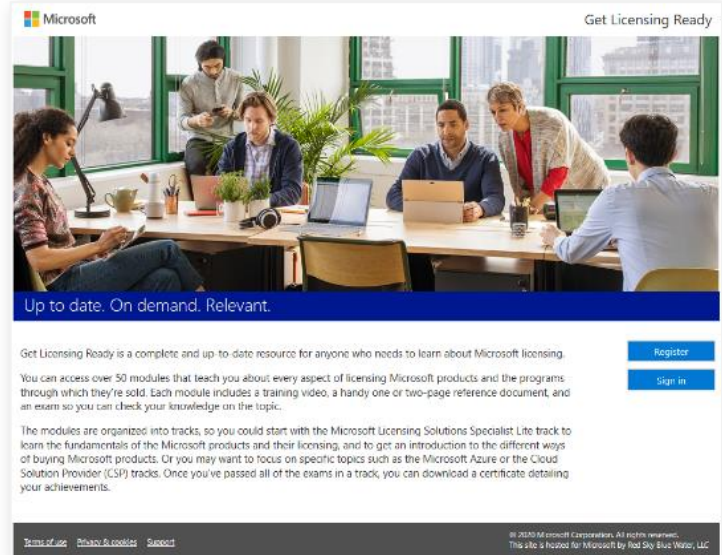 Microsoft
Get Licensing Ready
Up to date. On demand. Relevant.
Get Licensing Ready is a complete and up-to-date resource for anyone who needs to learn about Microsoft licensing.
Register
You can access over 50 modules that teach you about every aspect of licensing Microsoft products and the programs
through which they're sold. Each module includes a training video, a handy one or two-page reference document, and
an exam so you can check your knowledge on the topic.
Sign in
The modules are organized into tracks, so you could start with the Microsoft Licensing Solutions Specialist Lite track to
learn the fundamentals of the Microsoft products and their licensing, and to get an introduction to the different ways
of buying Microsoft products. Or you may want to focus on specific topics such as the Microsoft Azure or the Cloud
Solution Provider (CSP) tracks. Once you've passed all of the exams in a track, you can download a certificate detailing
your achievements.
Terms of use Privacy & cookies Support
© 2020 Microsoft Corporation. All rights reserved.
This site is hosted for Microsoft by Red Sky Blue Water, LLC